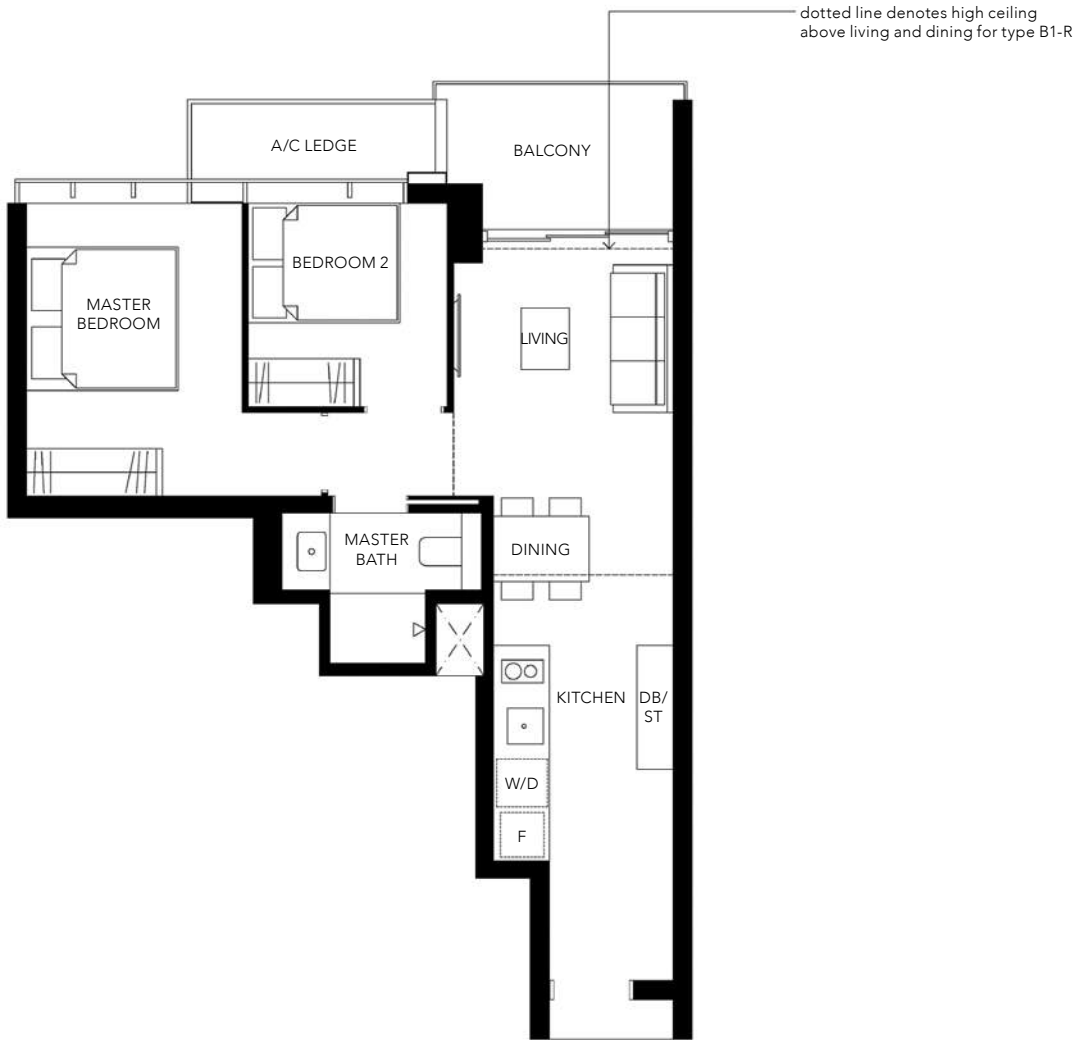 dotted line denotes high ceiling
above living and dining for type B1-R
A/C LEDGE
BALCONY
BEDROOM 2
MASTER
BEDROOM
LIVING
MASTER
BATH
DINING
KITCHEN
DB/
ST
W/D
F